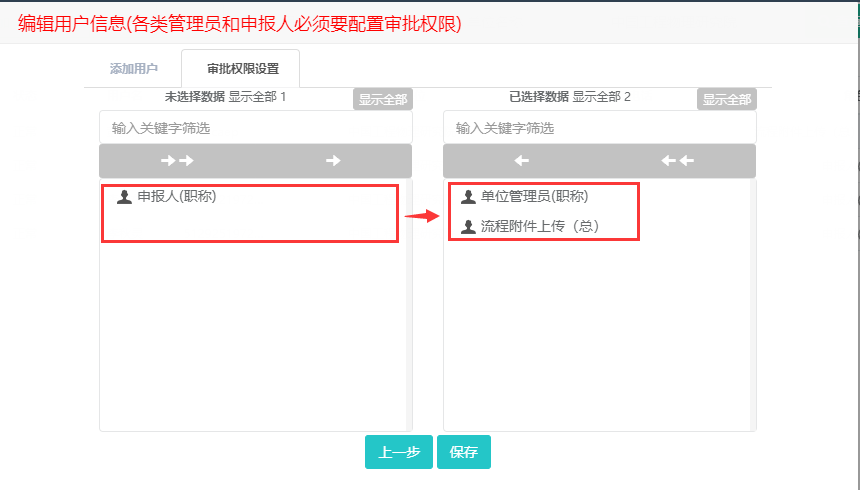 编辑用户信息(各类管理员和申报人必须要配置审批权限)
添加用户 审批权限设置
未选择数据 显示全部 1 显示全部 已选择数据 显示全部 2 显示全部
输入关键字筛选 输入关键字筛选
申报人(职称) 单位管理员(职称)
流程附件上传（总）
上一步 保存